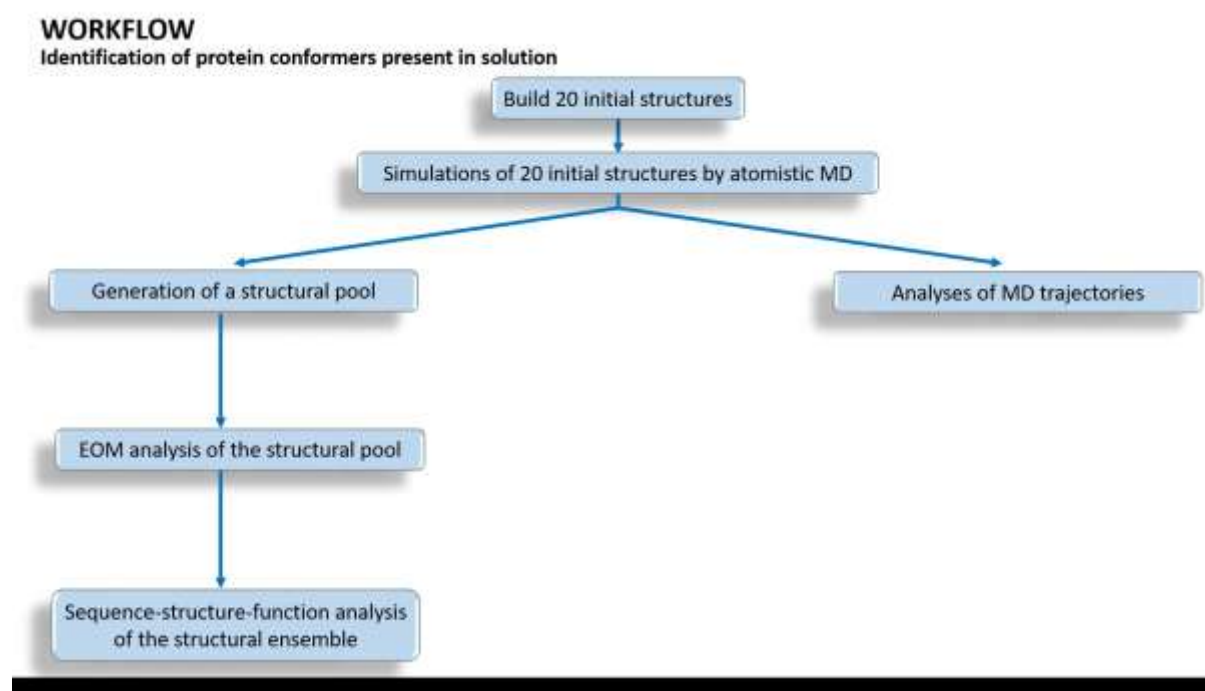 WORKFLOW
Identification of protein conformers present in solution
Build 20 initial structures
Simulations of 20 initial structures by atomistic MD
Generation of a structural pool
Analyses of MD trajectories
EOM analysis of the structural pool
Sequence-structure-function analysis
of the structural ensemble